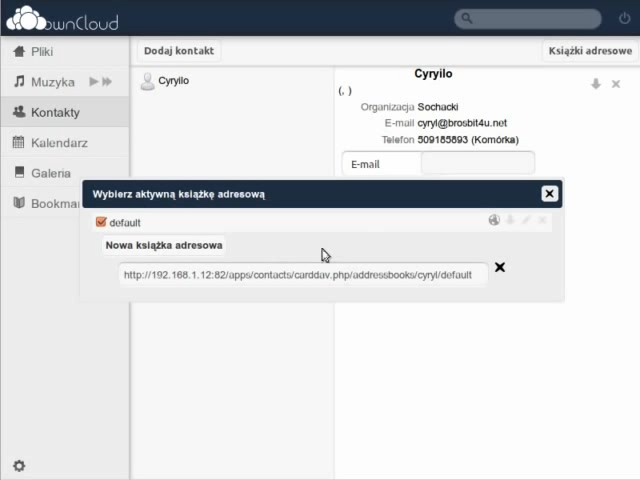 ownCloud
Pliki
Muzyka
Kontakty
Kalendarz
Galeria
Bookma
Dodaj kontakt
Książki adresowe
Cyryilo
Cyryilo
(, )
Organizacja Sochacki
E-mail cyryl@brosbit4u.net
Telefon 509185893 (Komórka)
E-mail
Wybierz aktywną książkę adresową
default
Nowa książka adresowa
http://192.168.1.12:82/apps/contacts/carddav.php/addressbooks/cyryl/default